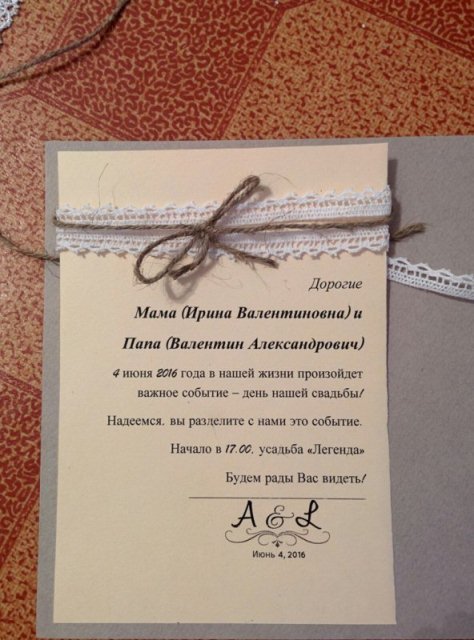 Дорогие
Мама (Ирина Валентиновна) и
Папа (Валентин Александрович)
4 июня 2016 года в нашей жизни произойдет
важное событие – день нашей свадьбы!
Надеемся, вы разделите с нами это событие.
Начало в 17.00, усадьба «Легенда»
Будем рады Вас видеть!
A & L
Июнь 4, 2016